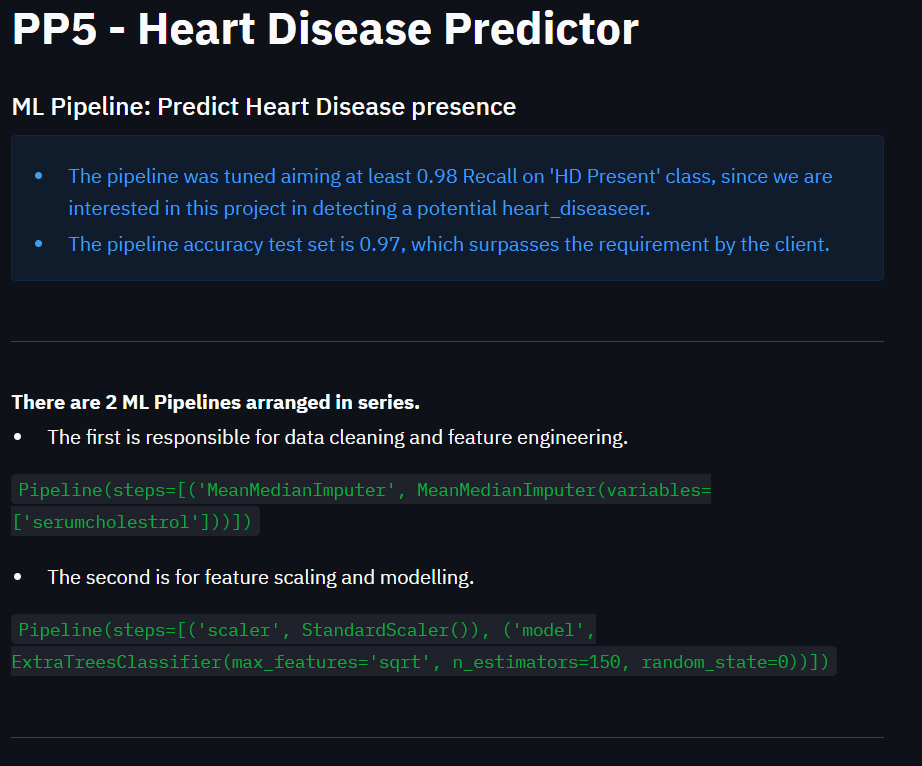 PP5 - Heart Disease Predictor
ML Pipeline: Predict Heart Disease presence
• The pipeline was tuned aiming at least 0.98 Recall on 'HD Present' class, since we are
interested in this project in detecting a potential heart_diseaseer.
• The pipeline accuracy test set is 0.97, which surpasses the requirement by the client.
There are 2 ML Pipelines arranged in series.
• The first is responsible for data cleaning and feature engineering.
Pipeline(steps=[('MeanMedianImputer', MeanMedianImputer(variables=
['serumcholestrol']))])
• The second is for feature scaling and modelling.
Pipeline(steps=[('scaler', StandardScaler()), ('model',
ExtraTreesClassifier(max_features='sqrt', n_estimators=150, random_state=0))])